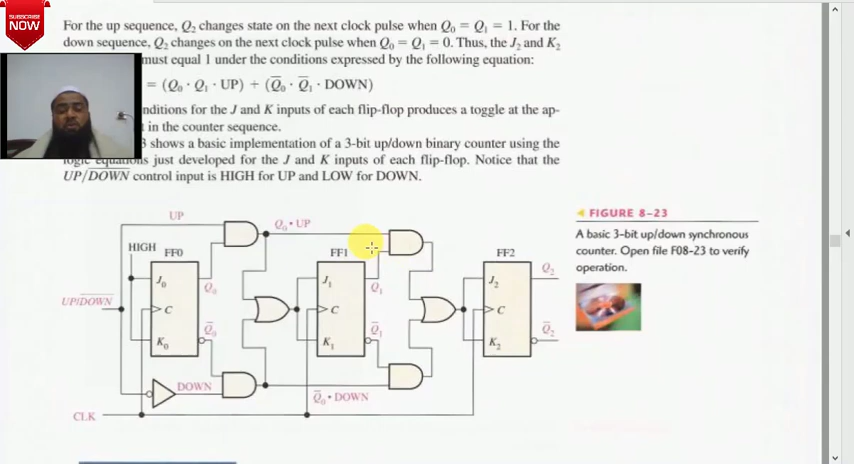 SUBSCRIBE
NOW
For the up sequence, Q₂ changes state on the next clock pulse when Q₀ = Q₁ = 1. For the
down sequence, Q₂ changes on the next clock pulse when Q₀ = Q₁ = 0. Thus, the J₂ and K₂
must equal 1 under the conditions expressed by the following equation:
= (Q₀ · Q₁ · UP) + (Q̅₀ · Q̅₁ · DOWN)
nditions for the J and K inputs of each flip-flop produces a toggle at the ap-
t in the counter sequence.
3 shows a basic implementation of a 3-bit up/down binary counter using the
logic equations just developed for the J and K inputs of each flip-flop. Notice that the
UP/D̅O̅W̅N̅ control input is HIGH for UP and LOW for DOWN.
UP
Q₀ · UP
HIGH
FF0
FF1
FF2
J₀
Q₀
J₁
Q₁
J₂
Q₂
UP/D̅O̅W̅N̅
C
C
C
Q̅₀
Q̅₁
Q̅₂
K₀
K₁
K₂
DOWN
Q̅₀ · DOWN
CLK
FIGURE 8–23
A basic 3-bit up/down synchronous
counter. Open file F08-23 to verify
operation.